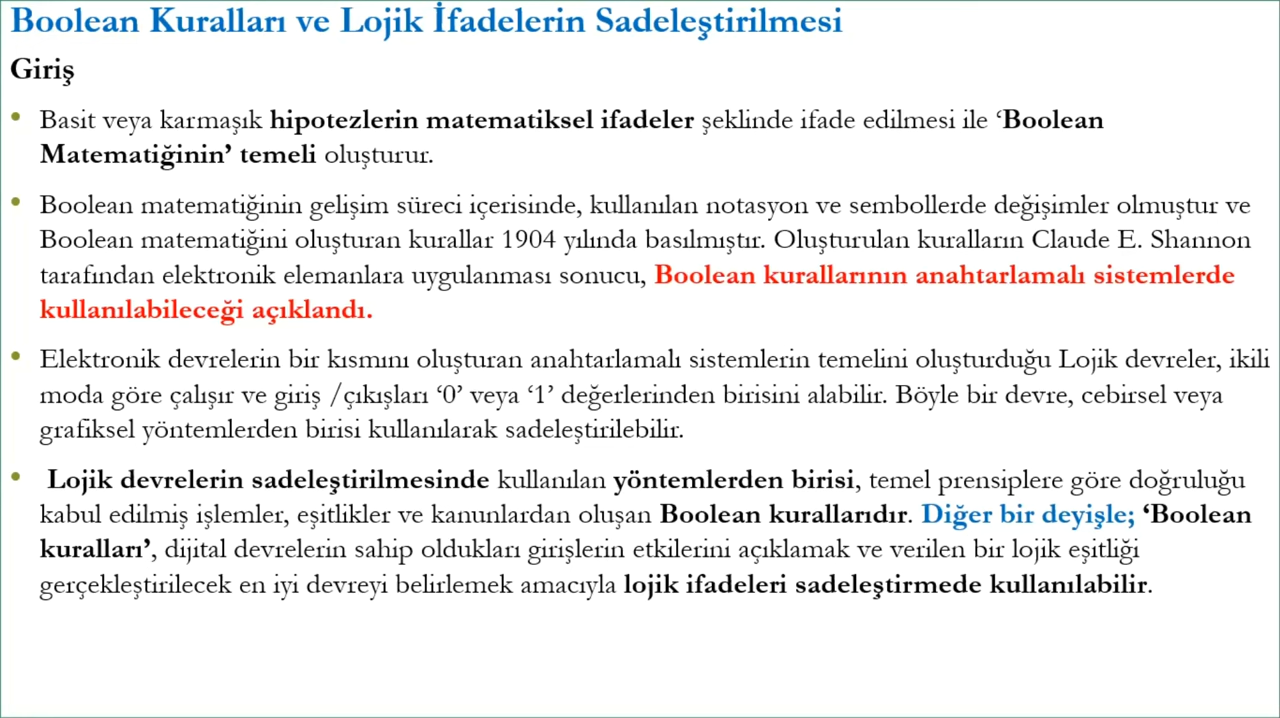 Boolean Kuralları ve Lojik İfadelerin Sadeleştirilmesi
Giriş
• Basit veya karmaşık hipotezlerin matematiksel ifadeler şeklinde ifade edilmesi ile ‘Boolean
Matematiğinin’ temeli oluşturur.
• Boolean matematiğinin gelişim süreci içerisinde, kullanılan notasyon ve sembollerde değişimler olmuştur ve
Boolean matematiğini oluşturan kurallar 1904 yılında basılmıştır. Oluşturulan kuralların Claude E. Shannon
tarafından elektronik elemanlara uygulanması sonucu, Boolean kurallarının anahtarlamalı sistemlerde
kullanılabileceği açıklandı.
• Elektronik devrelerin bir kısmını oluşturan anahtarlamalı sistemlerin temelini oluşturduğu Lojik devreler, ikili
moda göre çalışır ve giriş /çıkışları ‘0’ veya ‘1’ değerlerinden birisini alabilir. Böyle bir devre, cebirsel veya
grafiksel yöntemlerden birisi kullanılarak sadeleştirilebilir.
• Lojik devrelerin sadeleştirilmesinde kullanılan yöntemlerden birisi, temel prensiplere göre doğruluğu
kabul edilmiş işlemler, eşitlikler ve kanunlardan oluşan Boolean kurallarıdır. Diğer bir deyişle; ‘Boolean
kuralları’, dijital devrelerin sahip oldukları girişlerin etkilerini açıklamak ve verilen bir lojik eşitliği
gerçekleştirilecek en iyi devreyi belirlemek amacıyla lojik ifadeleri sadeleştirmede kullanılabilir.